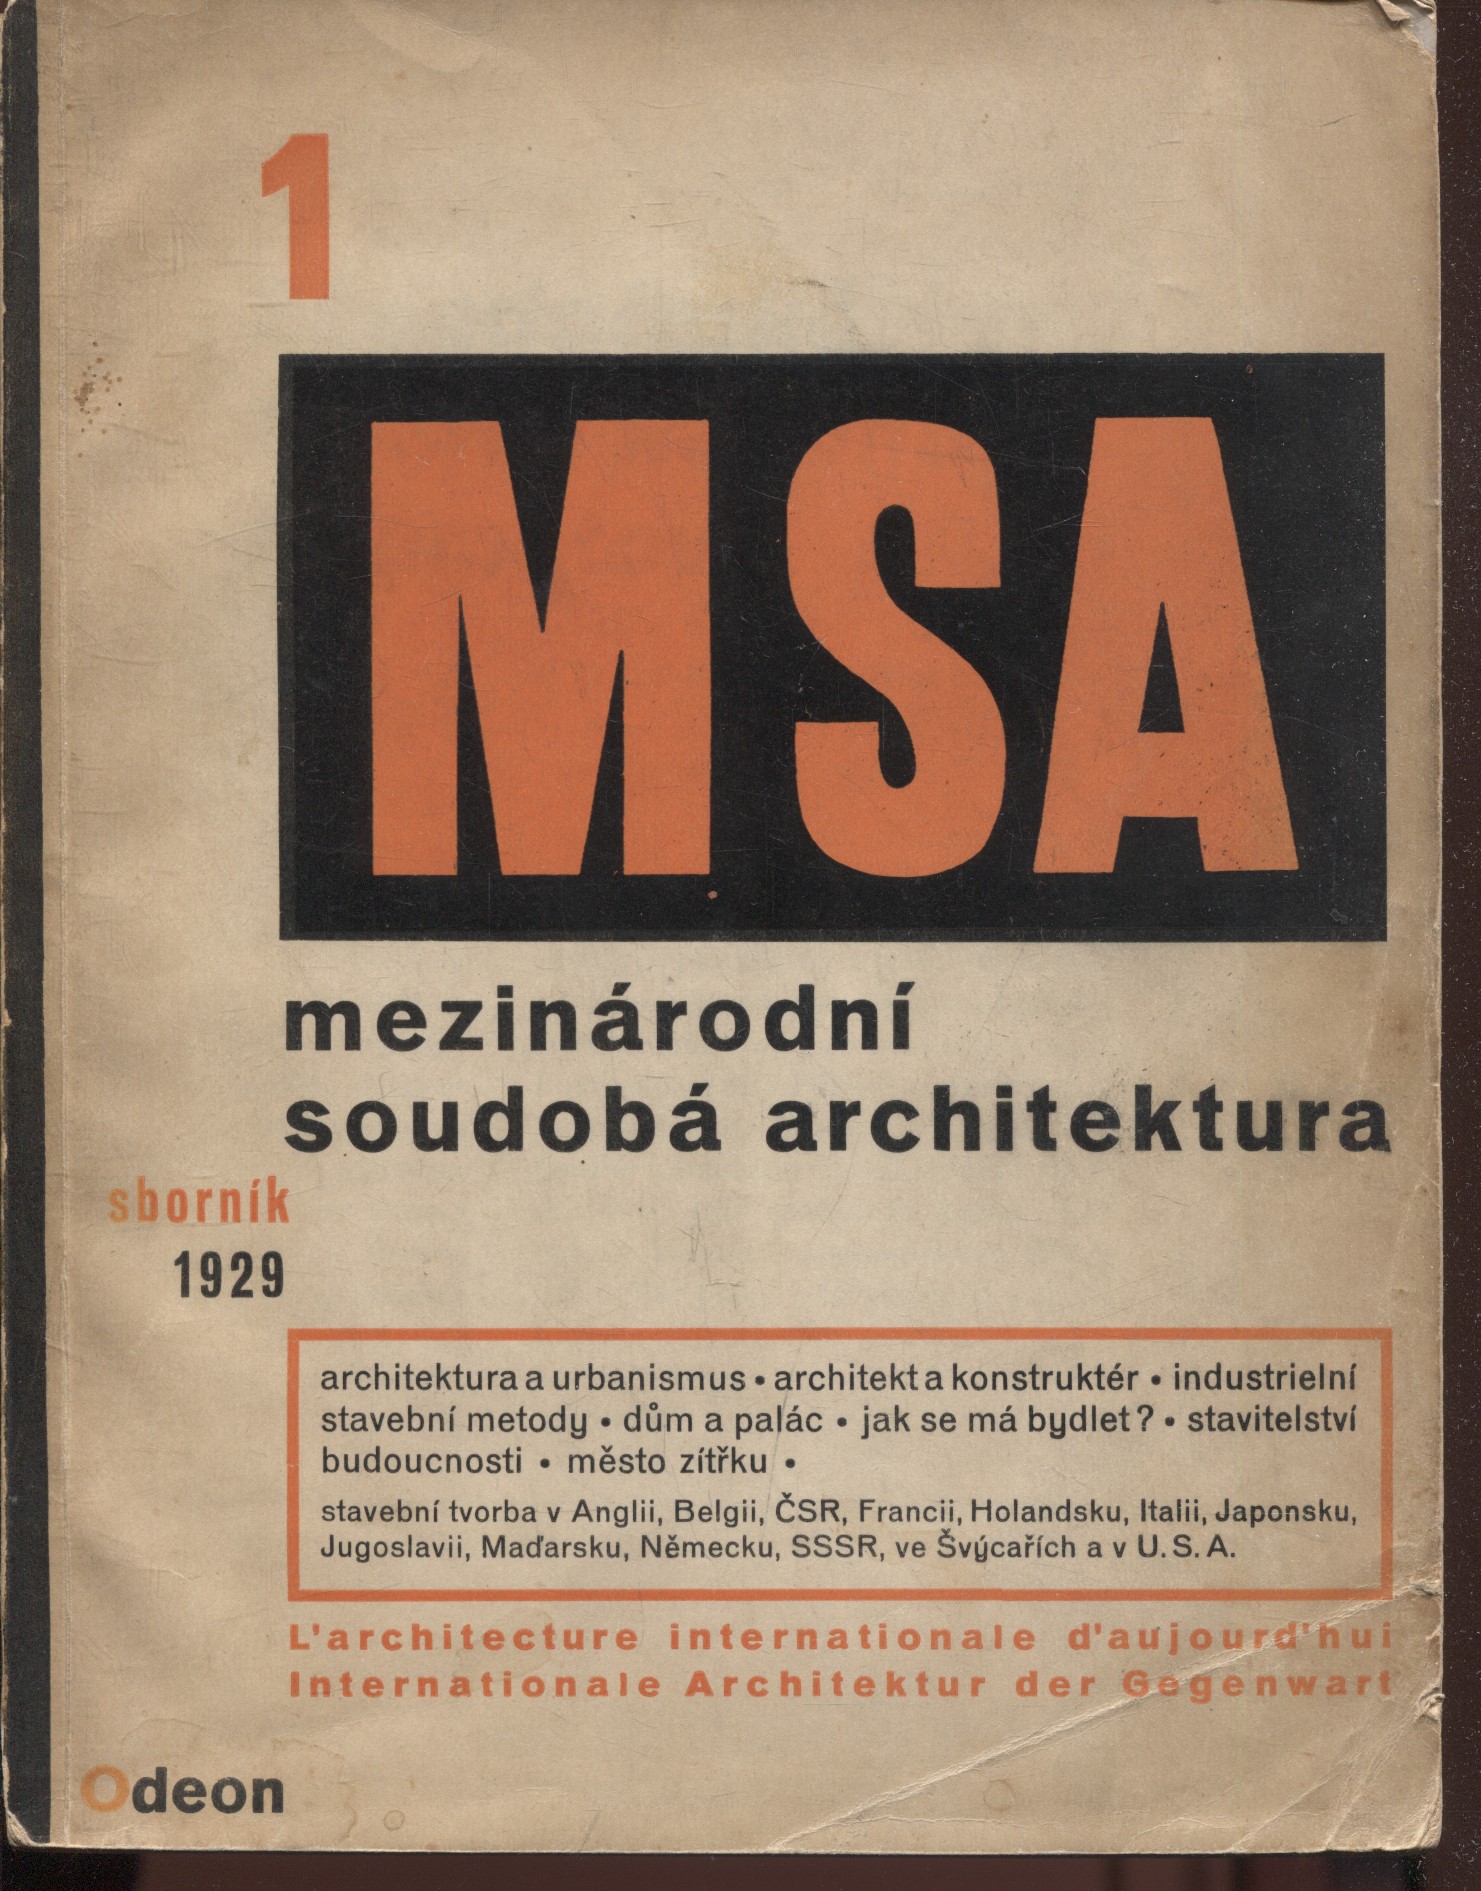 1
MSA
mezinárodní
soudobá architektura
sborník
1929
architektura a urbanismus • architekt a konstruktér • industrielní
stavební metody • dům a palác • jak se má bydlet? • stavitelství
budoucnosti • město zítřku •
stavební tvorba v Anglii, Belgii, ČSR, Francii, Holandsku, Italii, Japonsku,
Jugoslavii, Maďarsku, Německu, SSSR, ve Švýcařích a v U.S.A.
L'architecture internationale d'aujourd'hui
Internationale Architektur der Gegenwart
Odeon